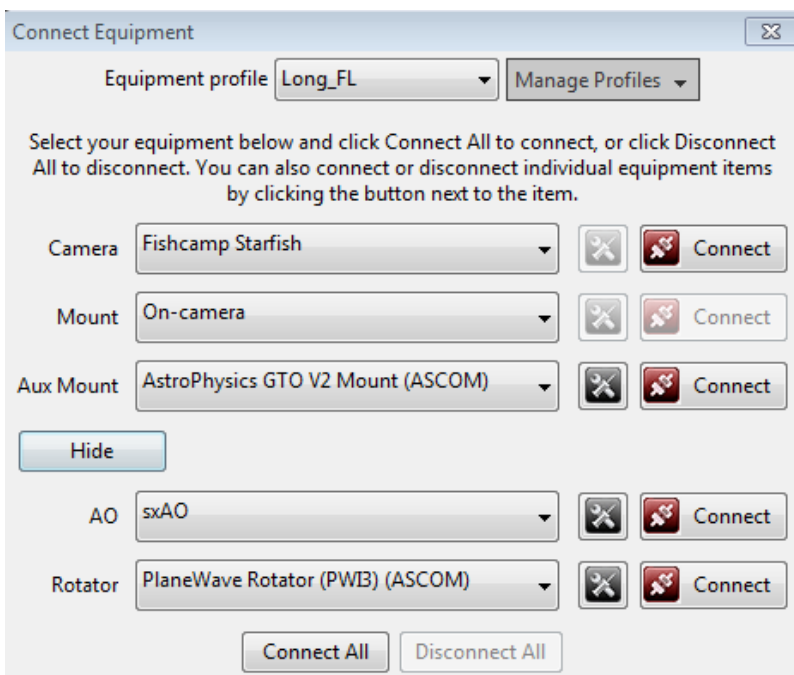 Connect Equipment
Equipment profile Long_FL Manage Profiles
Select your equipment below and click Connect All to connect, or click Disconnect
All to disconnect. You can also connect or disconnect individual equipment items
by clicking the button next to the item.
Camera Fishcamp Starfish Connect
Mount On-camera Connect
Aux Mount AstroPhysics GTO V2 Mount (ASCOM) Connect
Hide
AO sxAO Connect
Rotator PlaneWave Rotator (PWI3) (ASCOM) Connect
Connect All Disconnect All